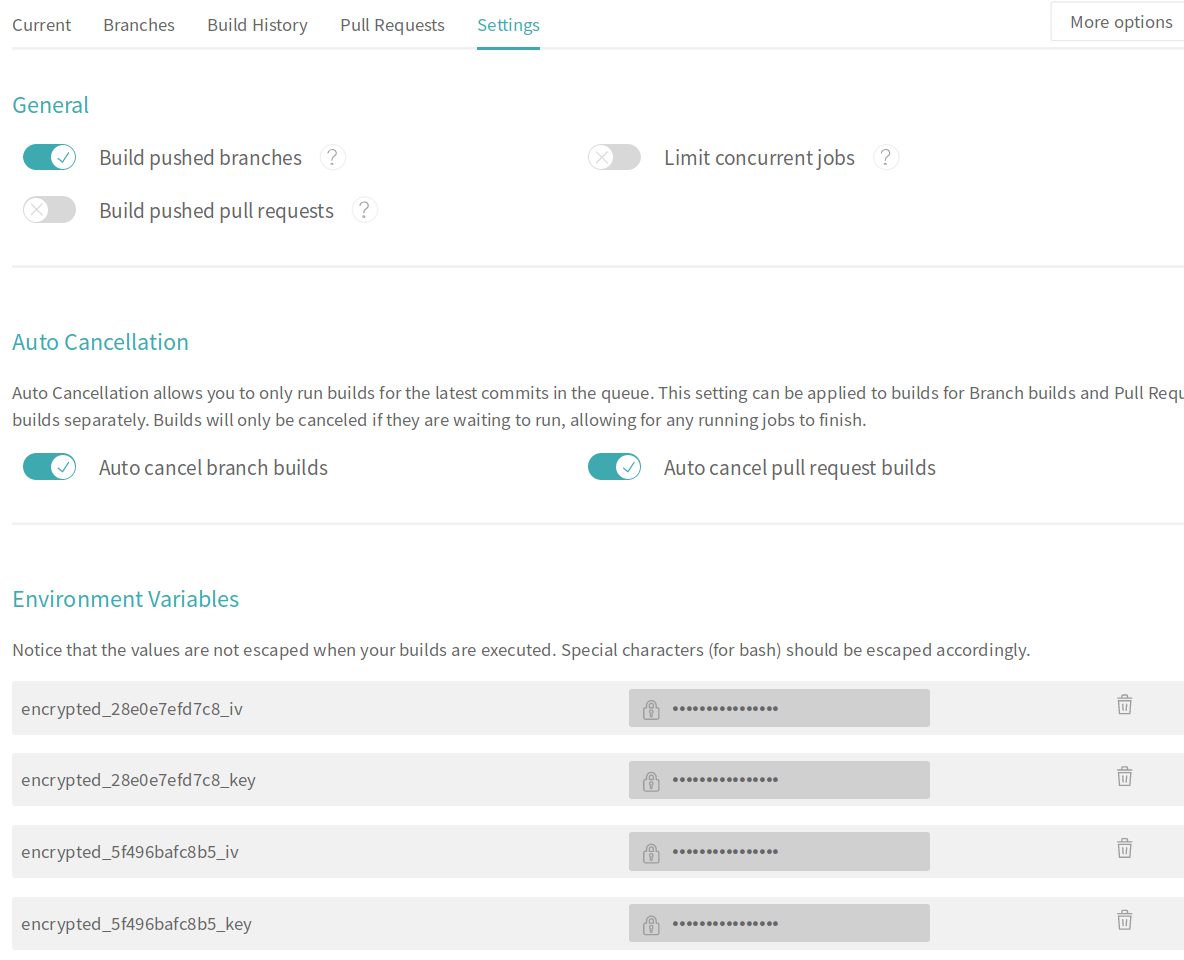 Current Branches Build History Pull Requests Settings More options
General
Build pushed branches ? Limit concurrent jobs ?
Build pushed pull requests ?
Auto Cancellation
Auto Cancellation allows you to only run builds for the latest commits in the queue. This setting can be applied to builds for Branch builds and Pull Requ
builds separately. Builds will only be canceled if they are waiting to run, allowing for any running jobs to finish.
Auto cancel branch builds Auto cancel pull request builds
Environment Variables
Notice that the values are not escaped when your builds are executed. Special characters (for bash) should be escaped accordingly.
encrypted_28e0e7efd7c8_iv ••••••••••••••••
encrypted_28e0e7efd7c8_key ••••••••••••••••
encrypted_5f496bafc8b5_iv ••••••••••••••••
encrypted_5f496bafc8b5_key ••••••••••••••••